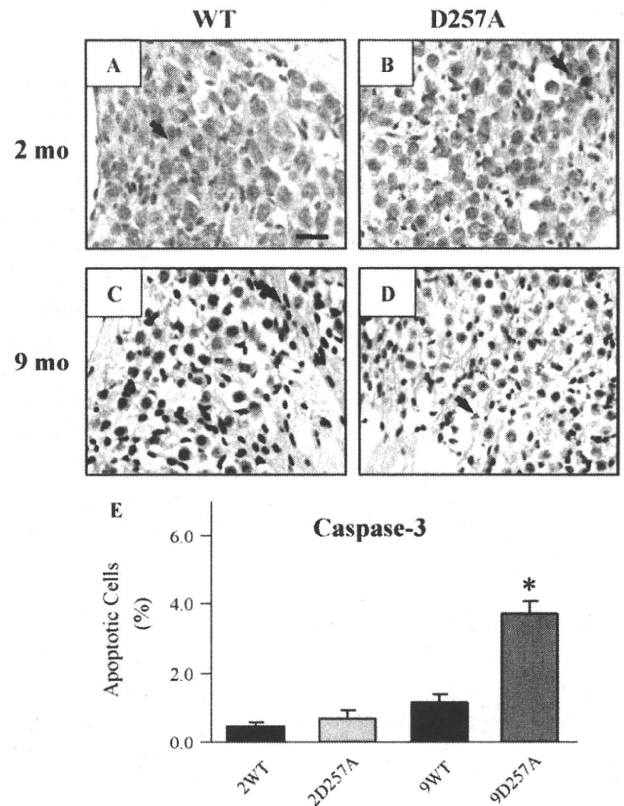 WT D257A
A B
2 mo
C D
9 mo
E
Caspase-3
Apoptotic Cells
(%)
6.0
4.0
2.0
0.0
*
2WT 2D257A 9WT 9D257A